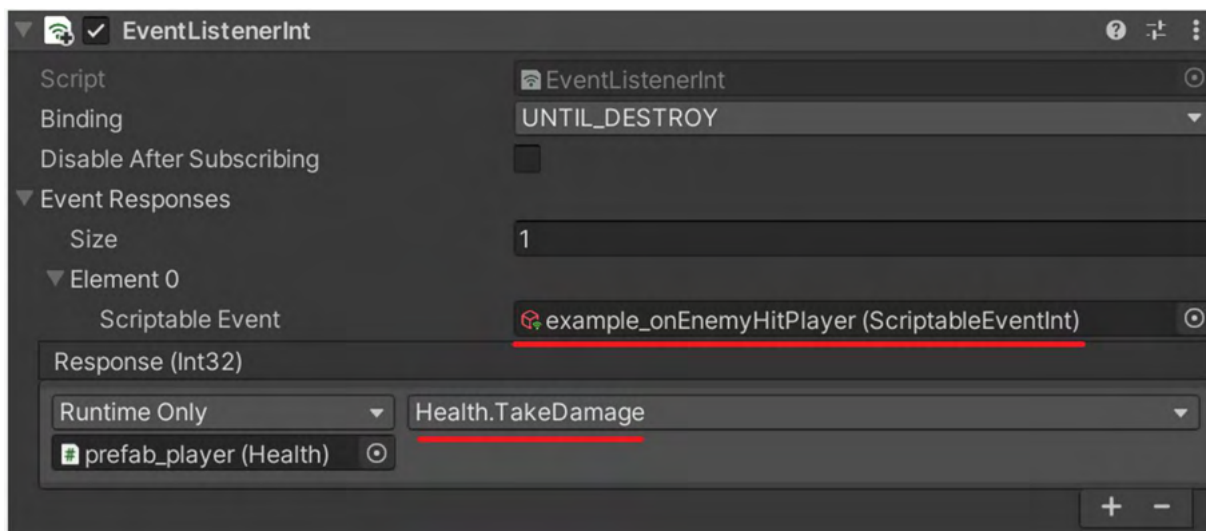 EventListenerInt
Script EventListenerInt
Binding UNTIL_DESTROY
Disable After Subscribing
Event Responses
Size 1
Element 0
Scriptable Event example_onEnemyHitPlayer (ScriptableEventInt)
Response (Int32)
Runtime Only Health.TakeDamage
prefab_player (Health)